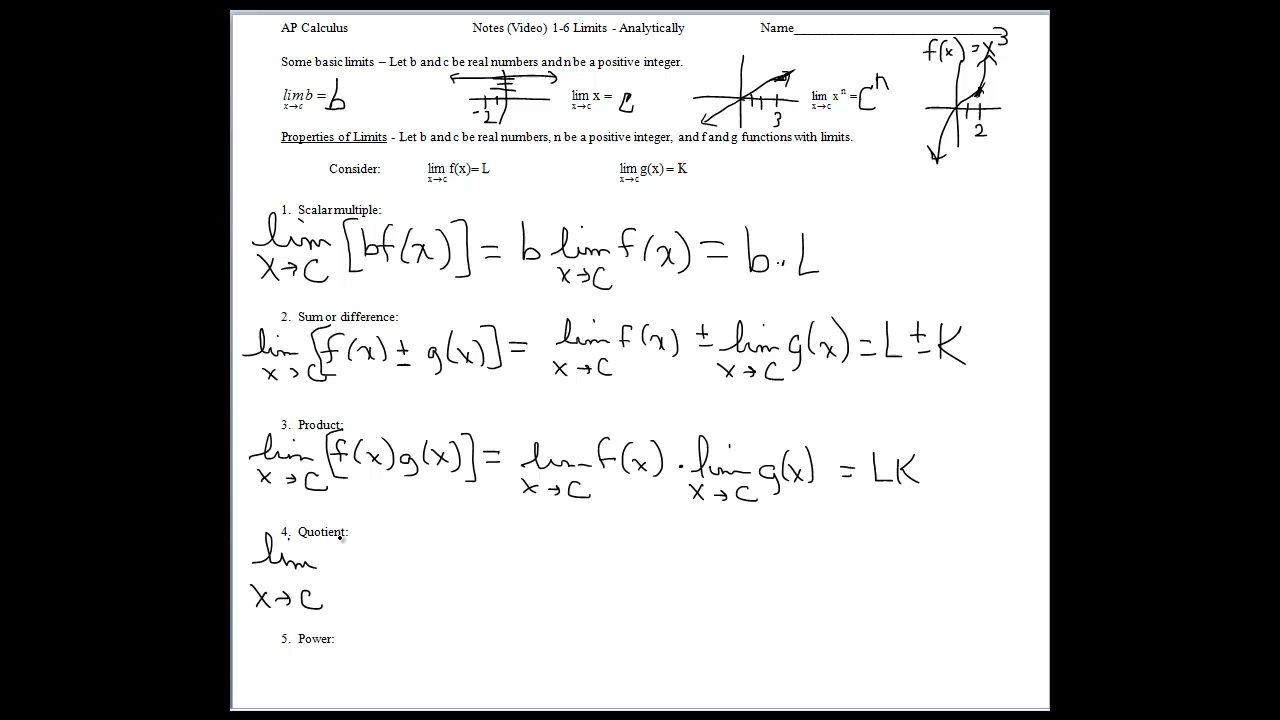 AP Calculus Notes (Video) 1-6 Limits - Analytically Name
f(x) = x³
Some basic limits – Let b and c be real numbers and n be a positive integer.
lim b = b
x→c
-2
lim x = c
x→c
3
lim xⁿ = cⁿ
x→c
2
Properties of Limits - Let b and c be real numbers, n be a positive integer, and f and g functions with limits.
Consider: lim f(x)= L lim g(x)= K
x→c x→c
1. Scalar multiple:
lim [bf(x)] = b lim f(x) = b · L
x→c x→c
2. Sum or difference:
lim [f(x) ± g(x)] = lim f(x) ± lim g(x) = L ± K
x→c x→c x→c
3. Product:
lim [f(x)g(x)] = lim f(x) · lim g(x) = LK
x→c x→c x→c
4. Quotient:
lim
x→c
5. Power: